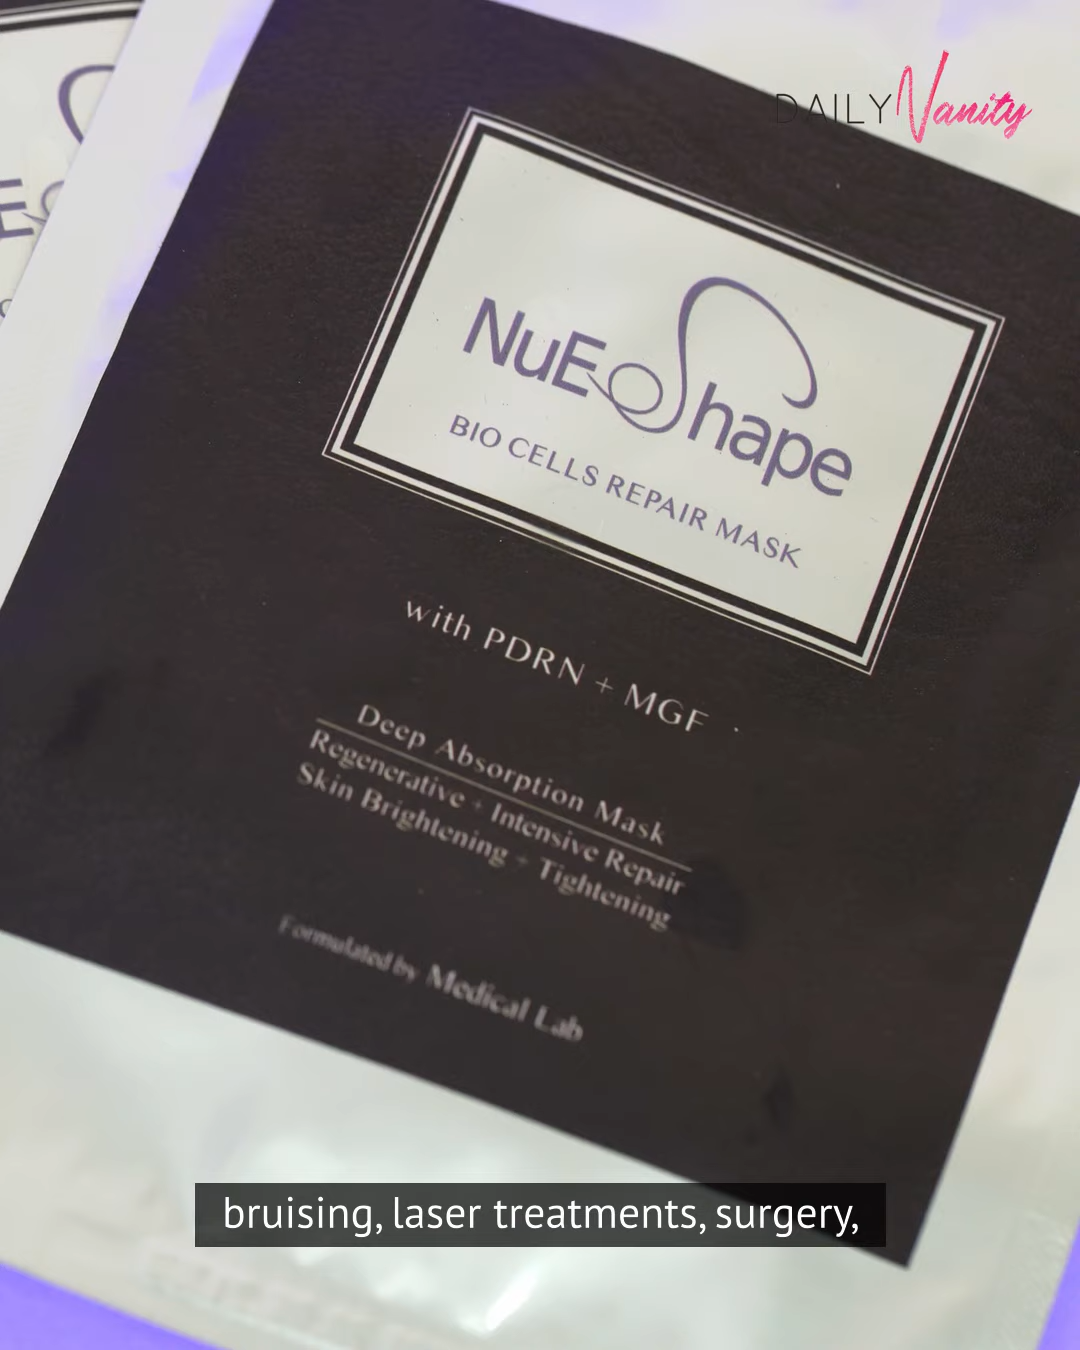 DAILY Vanity
NuEShape
BIO CELLS REPAIR MASK
with PDRN + MGF
Deep Absorption Mask
Regenerative + Intensive Repair
Skin Brightening + Tightening
Formulated by Medical Lab
bruising, laser treatments, surgery,